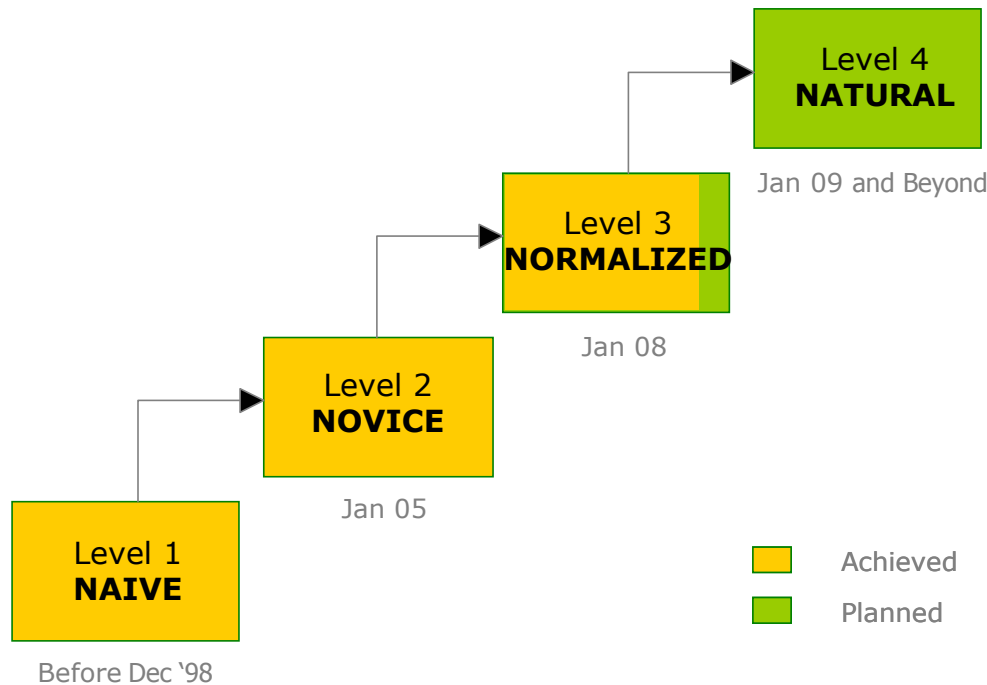 Level 4
NATURAL
Jan 09 and Beyond
Level 3
NORMALIZED
Jan 08
Level 2
NOVICE
Jan 05
Level 1
NAIVE
Before Dec ‘98
Achieved
Planned